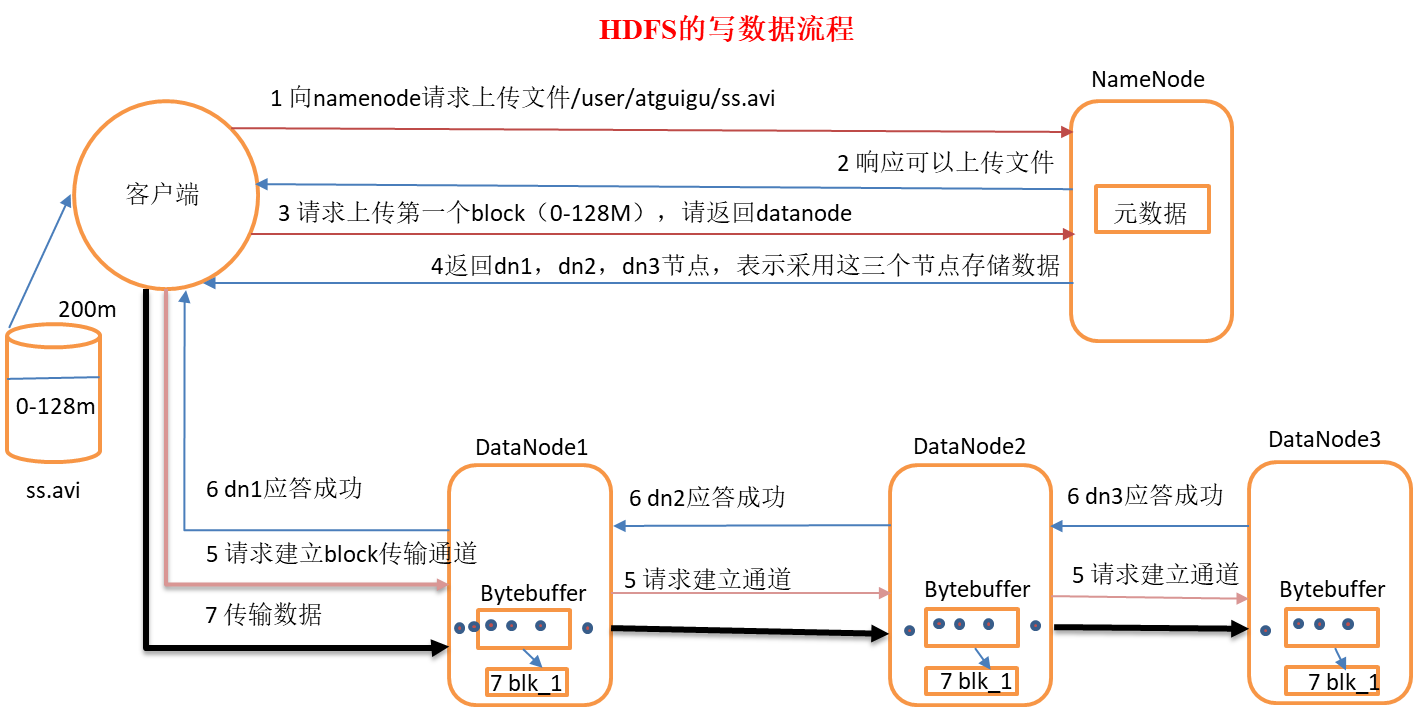 HDFS的写数据流程
NameNode
1 向namenode请求上传文件/user/atguigu/ss.avi
2 响应可以上传文件
客户端
3 请求上传第一个block（0-128M），请返回datanode
元数据
4返回dn1，dn2，dn3节点，表示采用这三个节点存储数据
200m
0-128m
ss.avi
DataNode1
DataNode2
DataNode3
6 dn1应答成功
6 dn2应答成功
6 dn3应答成功
5 请求建立block传输通道
5 请求建立通道
5 请求建立通道
Bytebuffer
Bytebuffer
Bytebuffer
7 传输数据
7 blk_1
7 blk_1
7 blk_1